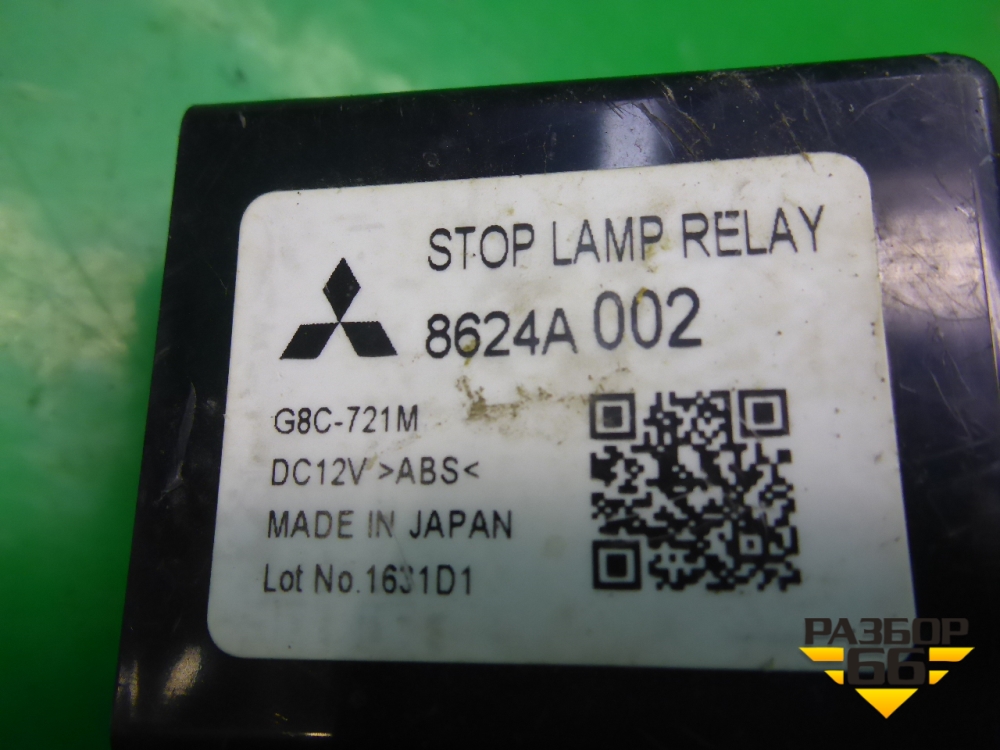 STOP LAMP RELAY
8624A 002
G8C-721M
DC12V >ABS<
MADE IN JAPAN
Lot No.1631D1
РАЗБОР
66